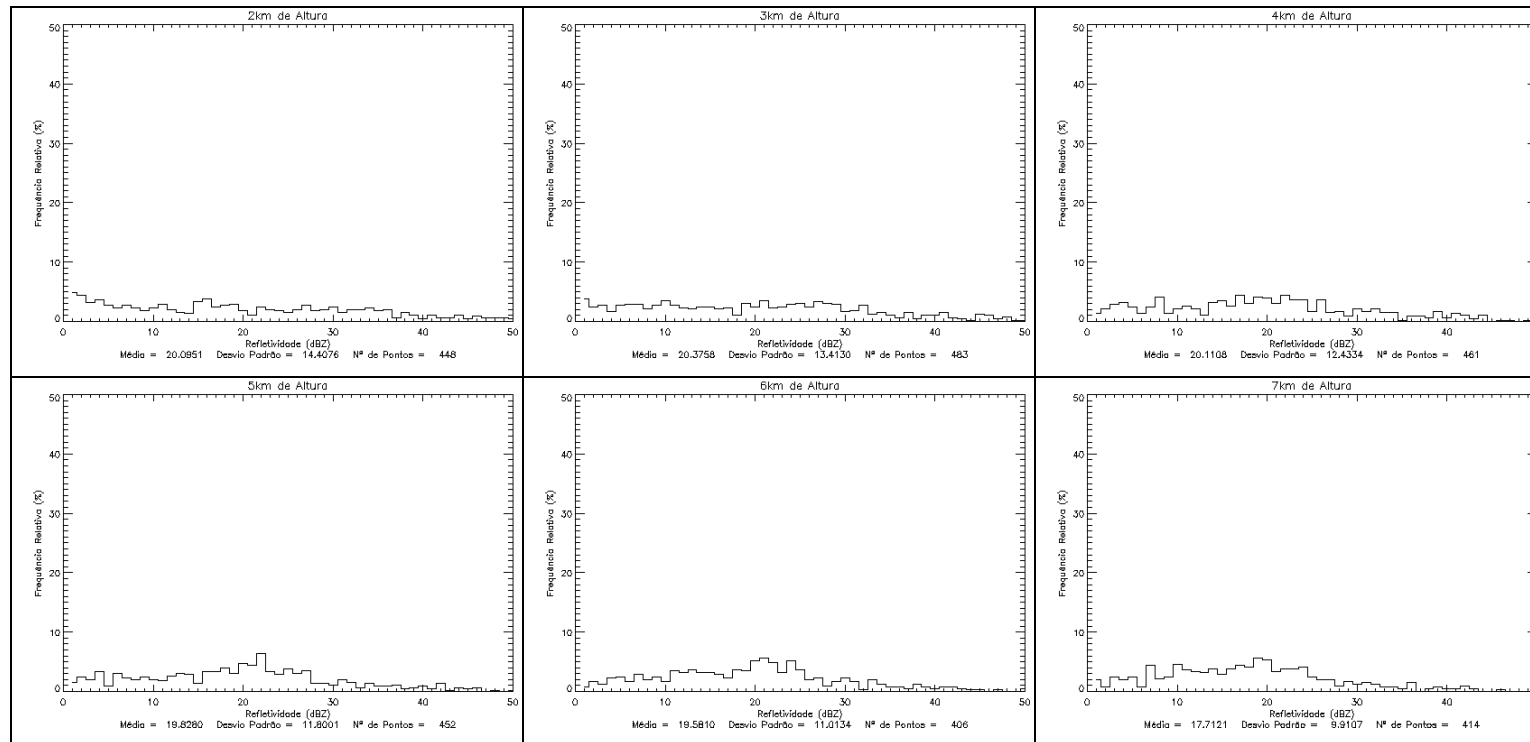 2km de Altura
50
40
30
20
10
0
Frequência Relativa (%)
0 10 20 30 40 50
Refletividade (dBZ)
Média = 20.0951 Desvio Padrão = 14.4076 Nº de Pontos = 448
3km de Altura
50
40
30
20
10
0
Frequência Relativa (%)
0 10 20 30 40 50
Refletividade (dBZ)
Média = 20.3758 Desvio Padrão = 13.4130 Nº de Pontos = 483
4km de Altura
50
40
30
20
10
0
Frequência Relativa (%)
0 10 20 30 40
Refletividade (dBZ)
Média = 20.1108 Desvio Padrão = 12.4334 Nº de Pontos = 461
5km de Altura
50
40
30
20
10
0
Frequência Relativa (%)
0 10 20 30 40 50
Refletividade (dBZ)
Média = 19.8280 Desvio Padrão = 11.8001 Nº de Pontos = 452
6km de Altura
50
40
30
20
10
0
Frequência Relativa (%)
0 10 20 30 40 50
Refletividade (dBZ)
Média = 19.5810 Desvio Padrão = 11.0134 Nº de Pontos = 406
7km de Altura
50
40
30
20
10
0
Frequência Relativa (%)
0 10 20 30 40
Refletividade (dBZ)
Média = 17.7121 Desvio Padrão = 9.9107 Nº de Pontos = 414